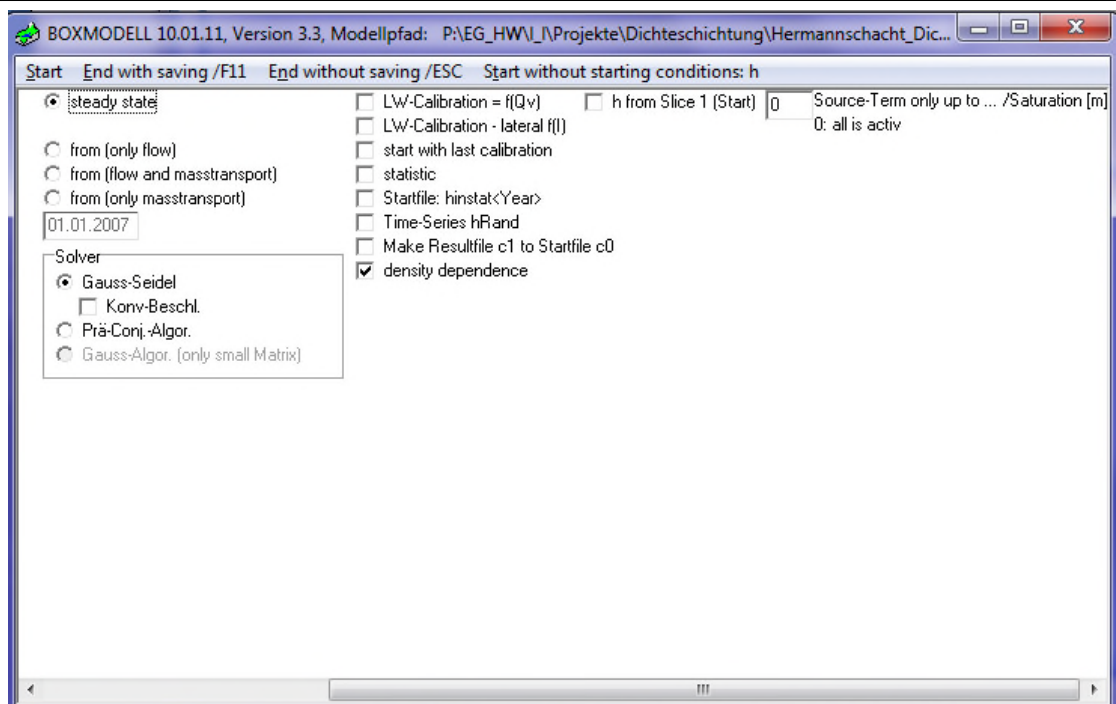 BOXMODELL 10.01.11, Version 3.3, Modellpfad: P:\EG_HW\I_I\Projekte\Dichteschichtung\Hermannschacht_Dic...
Start End with saving /F11 End without saving /ESC Start without starting conditions: h
steady state
from (only flow)
from (flow and masstransport)
from (only masstransport)
01.01.2007
Solver
Gauss-Seidel
Konv-Beschl.
Prä-Conj.-Algor.
Gauss-Algor. (only small Matrix)
LW-Calibration = f(Qv)
LW-Calibration - lateral f(I)
start with last calibration
statistic
Startfile: hinstat<Year>
Time-Series hRand
Make Resultfile c1 to Startfile c0
density dependence
h from Slice 1 (Start)
0
Source-Term only up to ... /Saturation [m]
0: all is activ